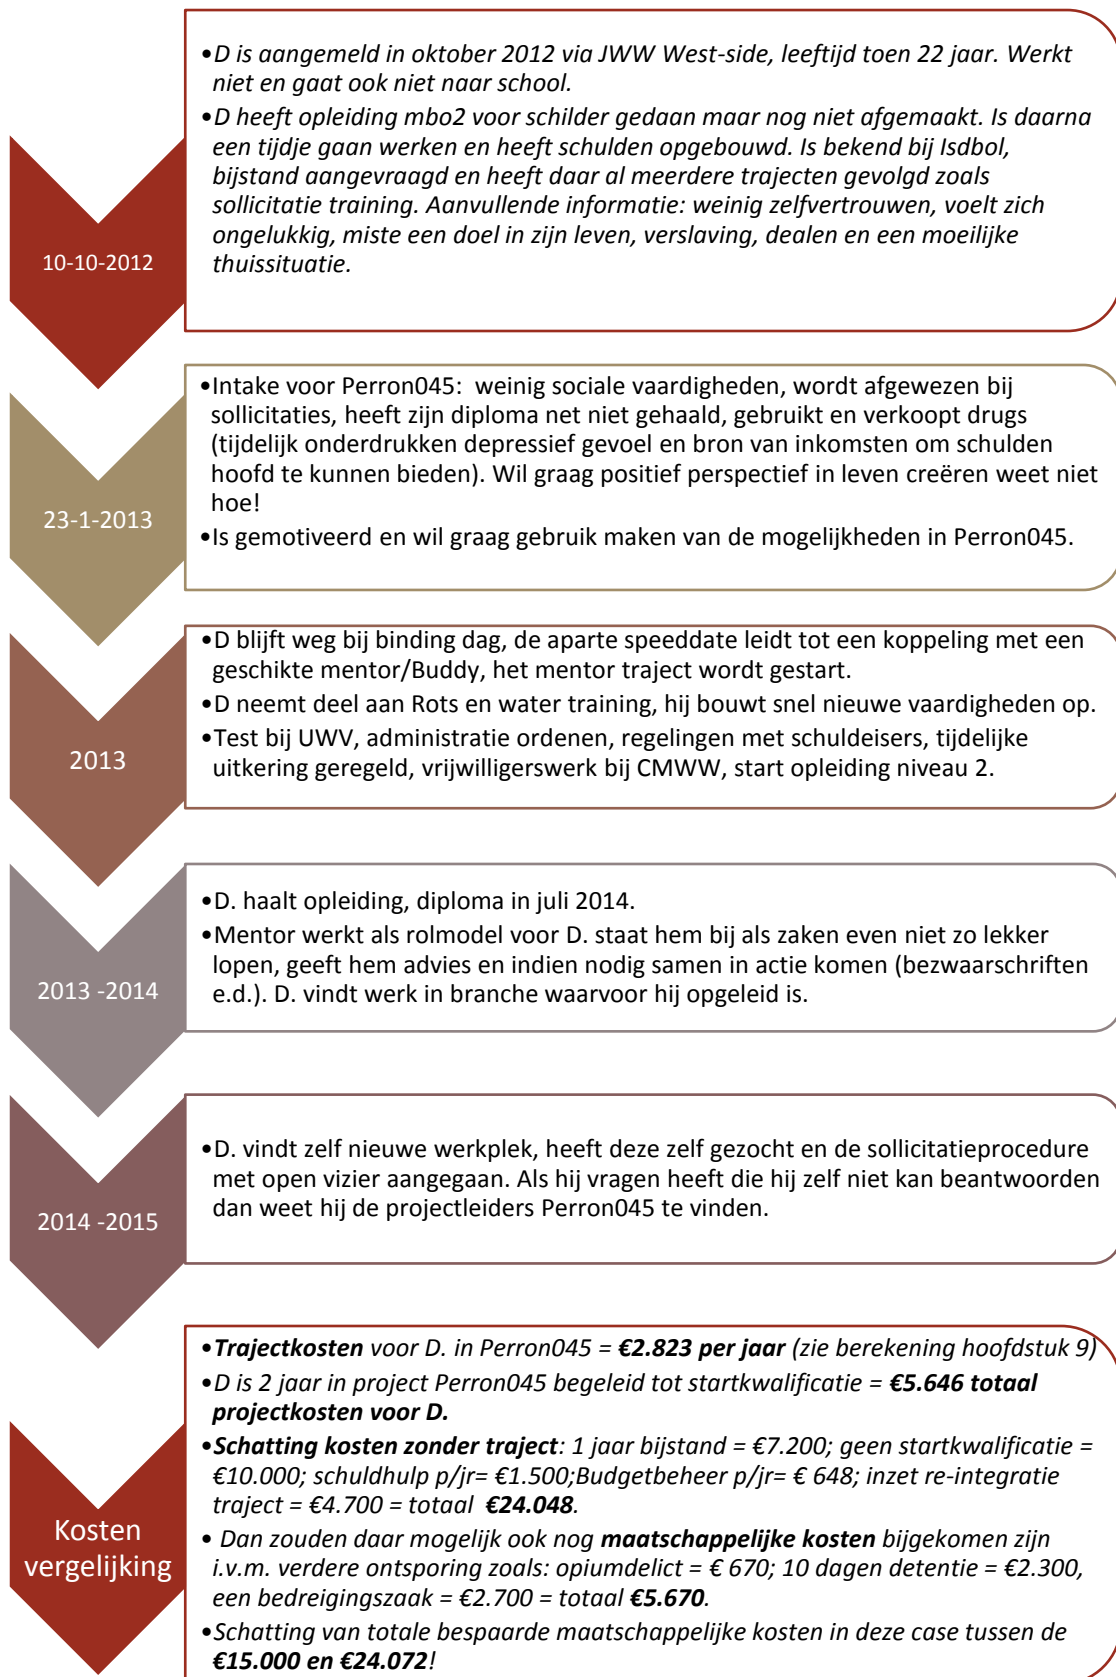 •D is aangemeld in oktober 2012 via JWW West-side, leeftijd toen 22 jaar. Werkt
niet en gaat ook niet naar school.
•D heeft opleiding mbo2 voor schilder gedaan maar nog niet afgemaakt. Is daarna
een tijdje gaan werken en heeft schulden opgebouwd. Is bekend bij Isdbol,
bijstand aangevraagd en heeft daar al meerdere trajecten gevolgd zoals
sollicitatie training. Aanvullende informatie: weinig zelfvertrouwen, voelt zich
ongelukkig, miste een doel in zijn leven, verslaving, dealen en een moeilijke
thuissituatie.
10-10-2012
•Intake voor Perron045:  weinig sociale vaardigheden, wordt afgewezen bij
sollicitaties, heeft zijn diploma net niet gehaald, gebruikt en verkoopt drugs
(tijdelijk onderdrukken depressief gevoel en bron van inkomsten om schulden
hoofd te kunnen bieden). Wil graag positief perspectief in leven creëren weet niet
hoe!
•Is gemotiveerd en wil graag gebruik maken van de mogelijkheden in Perron045.
23-1-2013
•D blijft weg bij binding dag, de aparte speeddate leidt tot een koppeling met een
geschikte mentor/Buddy, het mentor traject wordt gestart.
•D neemt deel aan Rots en water training, hij bouwt snel nieuwe vaardigheden op.
•Test bij UWV, administratie ordenen, regelingen met schuldeisers, tijdelijke
uitkering geregeld, vrijwilligerswerk bij CMWW, start opleiding niveau 2.
2013
•D. haalt opleiding, diploma in juli 2014.
•Mentor werkt als rolmodel voor D. staat hem bij als zaken even niet zo lekker
lopen, geeft hem advies en indien nodig samen in actie komen (bezwaarschriften
e.d.). D. vindt werk in branche waarvoor hij opgeleid is.
2013 -2014
•D. vindt zelf nieuwe werkplek, heeft deze zelf gezocht en de sollicitatieprocedure
met open vizier aangegaan. Als hij vragen heeft die hij zelf niet kan beantwoorden
dan weet hij de projectleiders Perron045 te vinden.
2014 -2015
•Trajectkosten voor D. in Perron045 = €2.823 per jaar (zie berekening hoofdstuk 9)
•D is 2 jaar in project Perron045 begeleid tot startkwalificatie = €5.646 totaal
projectkosten voor D.
•Schatting kosten zonder traject: 1 jaar bijstand = €7.200; geen startkwalificatie =
€10.000; schuldhulp p/jr= €1.500;Budgetbeheer p/jr= € 648; inzet re-integratie
traject = €4.700 = totaal  €24.048.
• Dan zouden daar mogelijk ook nog maatschappelijke kosten bijgekomen zijn
i.v.m. verdere ontsporing zoals: opiumdelict = € 670; 10 dagen detentie = €2.300,
een bedreigingszaak = €2.700 = totaal €5.670.
•Schatting van totale bespaarde maatschappelijke kosten in deze case tussen de
€15.000 en €24.072!
Kosten
vergelijking